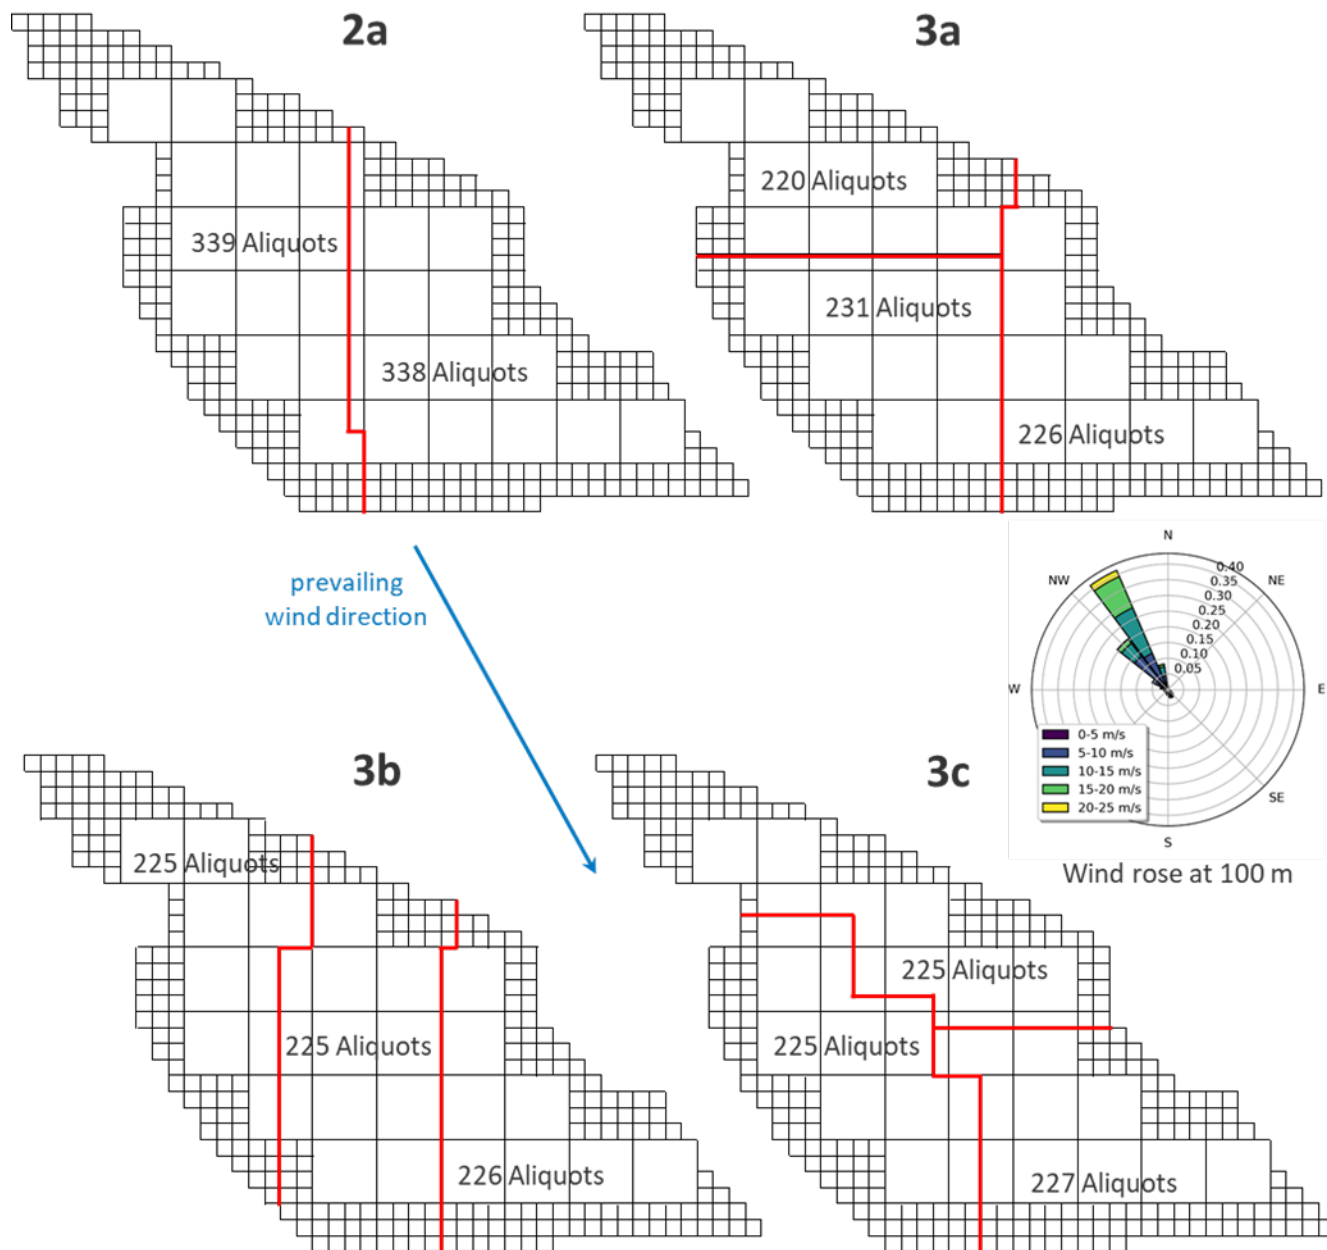 2a
3a
220 Aliquots
339 Aliquots
231 Aliquots
338 Aliquots
226 Aliquots
prevailing
wind direction
N
NW
NE
0.40
0.35
0.30
0.25
0.20
0.15
0.10
0.05
W
E
0-5 m/s
5-10 m/s
10-15 m/s
15-20 m/s
20-25 m/s
SE
S
Wind rose at 100 m
3b
3c
225 Aliquots
225 Aliquots
225 Aliquots
225 Aliquots
226 Aliquots
227 Aliquots